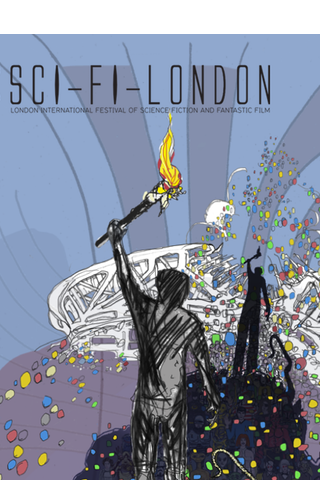 SCI-FI-LONDON
LONDON INTERNATIONAL FESTIVAL OF SCIENCE FICTION AND FANTASTIC FILM